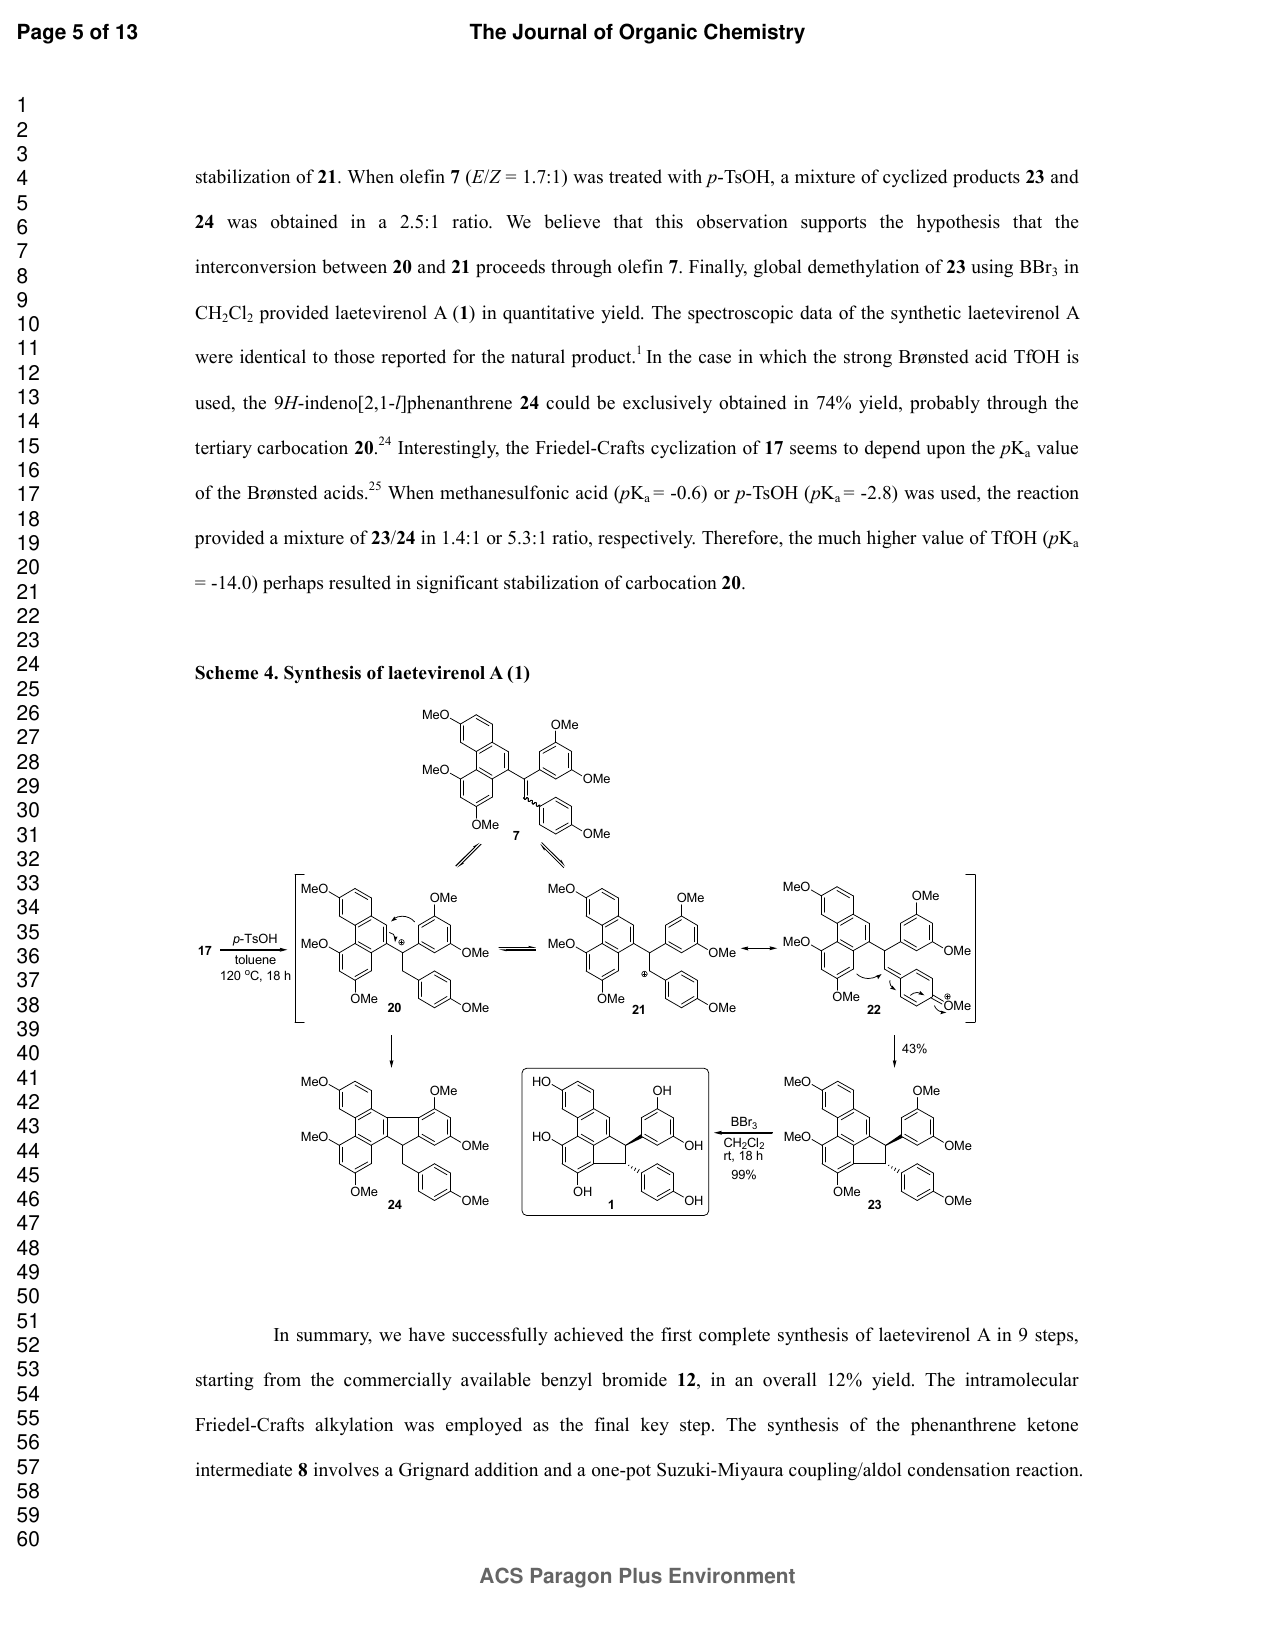 Page 5 of 13
The Journal of Organic Chemistry
1
2
3
4
5
6
7
8
9
10
11
12
13
14
15
16
17
18
19
20
21
22
23
24
25
26
27
28
29
30
31
32
33
34
35
36
37
38
39
40
41
42
43
44
45
46
47
48
49
50
51
52
53
54
55
56
57
58
59
60
stabilization of 21. When olefin 7 (E/Z = 1.7:1) was treated with p-TsOH, a mixture of cyclized products 23 and
24 was obtained in a 2.5:1 ratio. We believe that this observation supports the hypothesis that the
interconversion between 20 and 21 proceeds through olefin 7. Finally, global demethylation of 23 using BBr3 in
CH2Cl2 provided laetevirenol A (1) in quantitative yield. The spectroscopic data of the synthetic laetevirenol A
were identical to those reported for the natural product.1 In the case in which the strong Brønsted acid TfOH is
used, the 9H-indeno[2,1-l]phenanthrene 24 could be exclusively obtained in 74% yield, probably through the
tertiary carbocation 20.24 Interestingly, the Friedel-Crafts cyclization of 17 seems to depend upon the pKa value
of the Brønsted acids.25 When methanesulfonic acid (pKa = -0.6) or p-TsOH (pKa = -2.8) was used, the reaction
provided a mixture of 23/24 in 1.4:1 or 5.3:1 ratio, respectively. Therefore, the much higher value of TfOH (pKa
= -14.0) perhaps resulted in significant stabilization of carbocation 20.
Scheme 4. Synthesis of laetevirenol A (1)
MeO
OMe
MeO
OMe
OMe
OMe
7
17
p-TsOH
toluene
120 °C, 18 h
MeO
OMe
MeO
OMe
OMe
OMe
⊕
20
MeO
OMe
MeO
OMe
OMe
OMe
⊕
21
MeO
OMe
MeO
OMe
OMe
⊕
OMe
22
43%
MeO
OMe
MeO
OMe
OMe
OMe
24
HO
OH
HO
OH
OH
OH
1
BBr3
CH2Cl2
rt, 18 h
99%
MeO
OMe
MeO
OMe
OMe
OMe
23
In summary, we have successfully achieved the first complete synthesis of laetevirenol A in 9 steps,
starting from the commercially available benzyl bromide 12, in an overall 12% yield. The intramolecular
Friedel-Crafts alkylation was employed as the final key step. The synthesis of the phenanthrene ketone
intermediate 8 involves a Grignard addition and a one-pot Suzuki-Miyaura coupling/aldol condensation reaction.
ACS Paragon Plus Environment